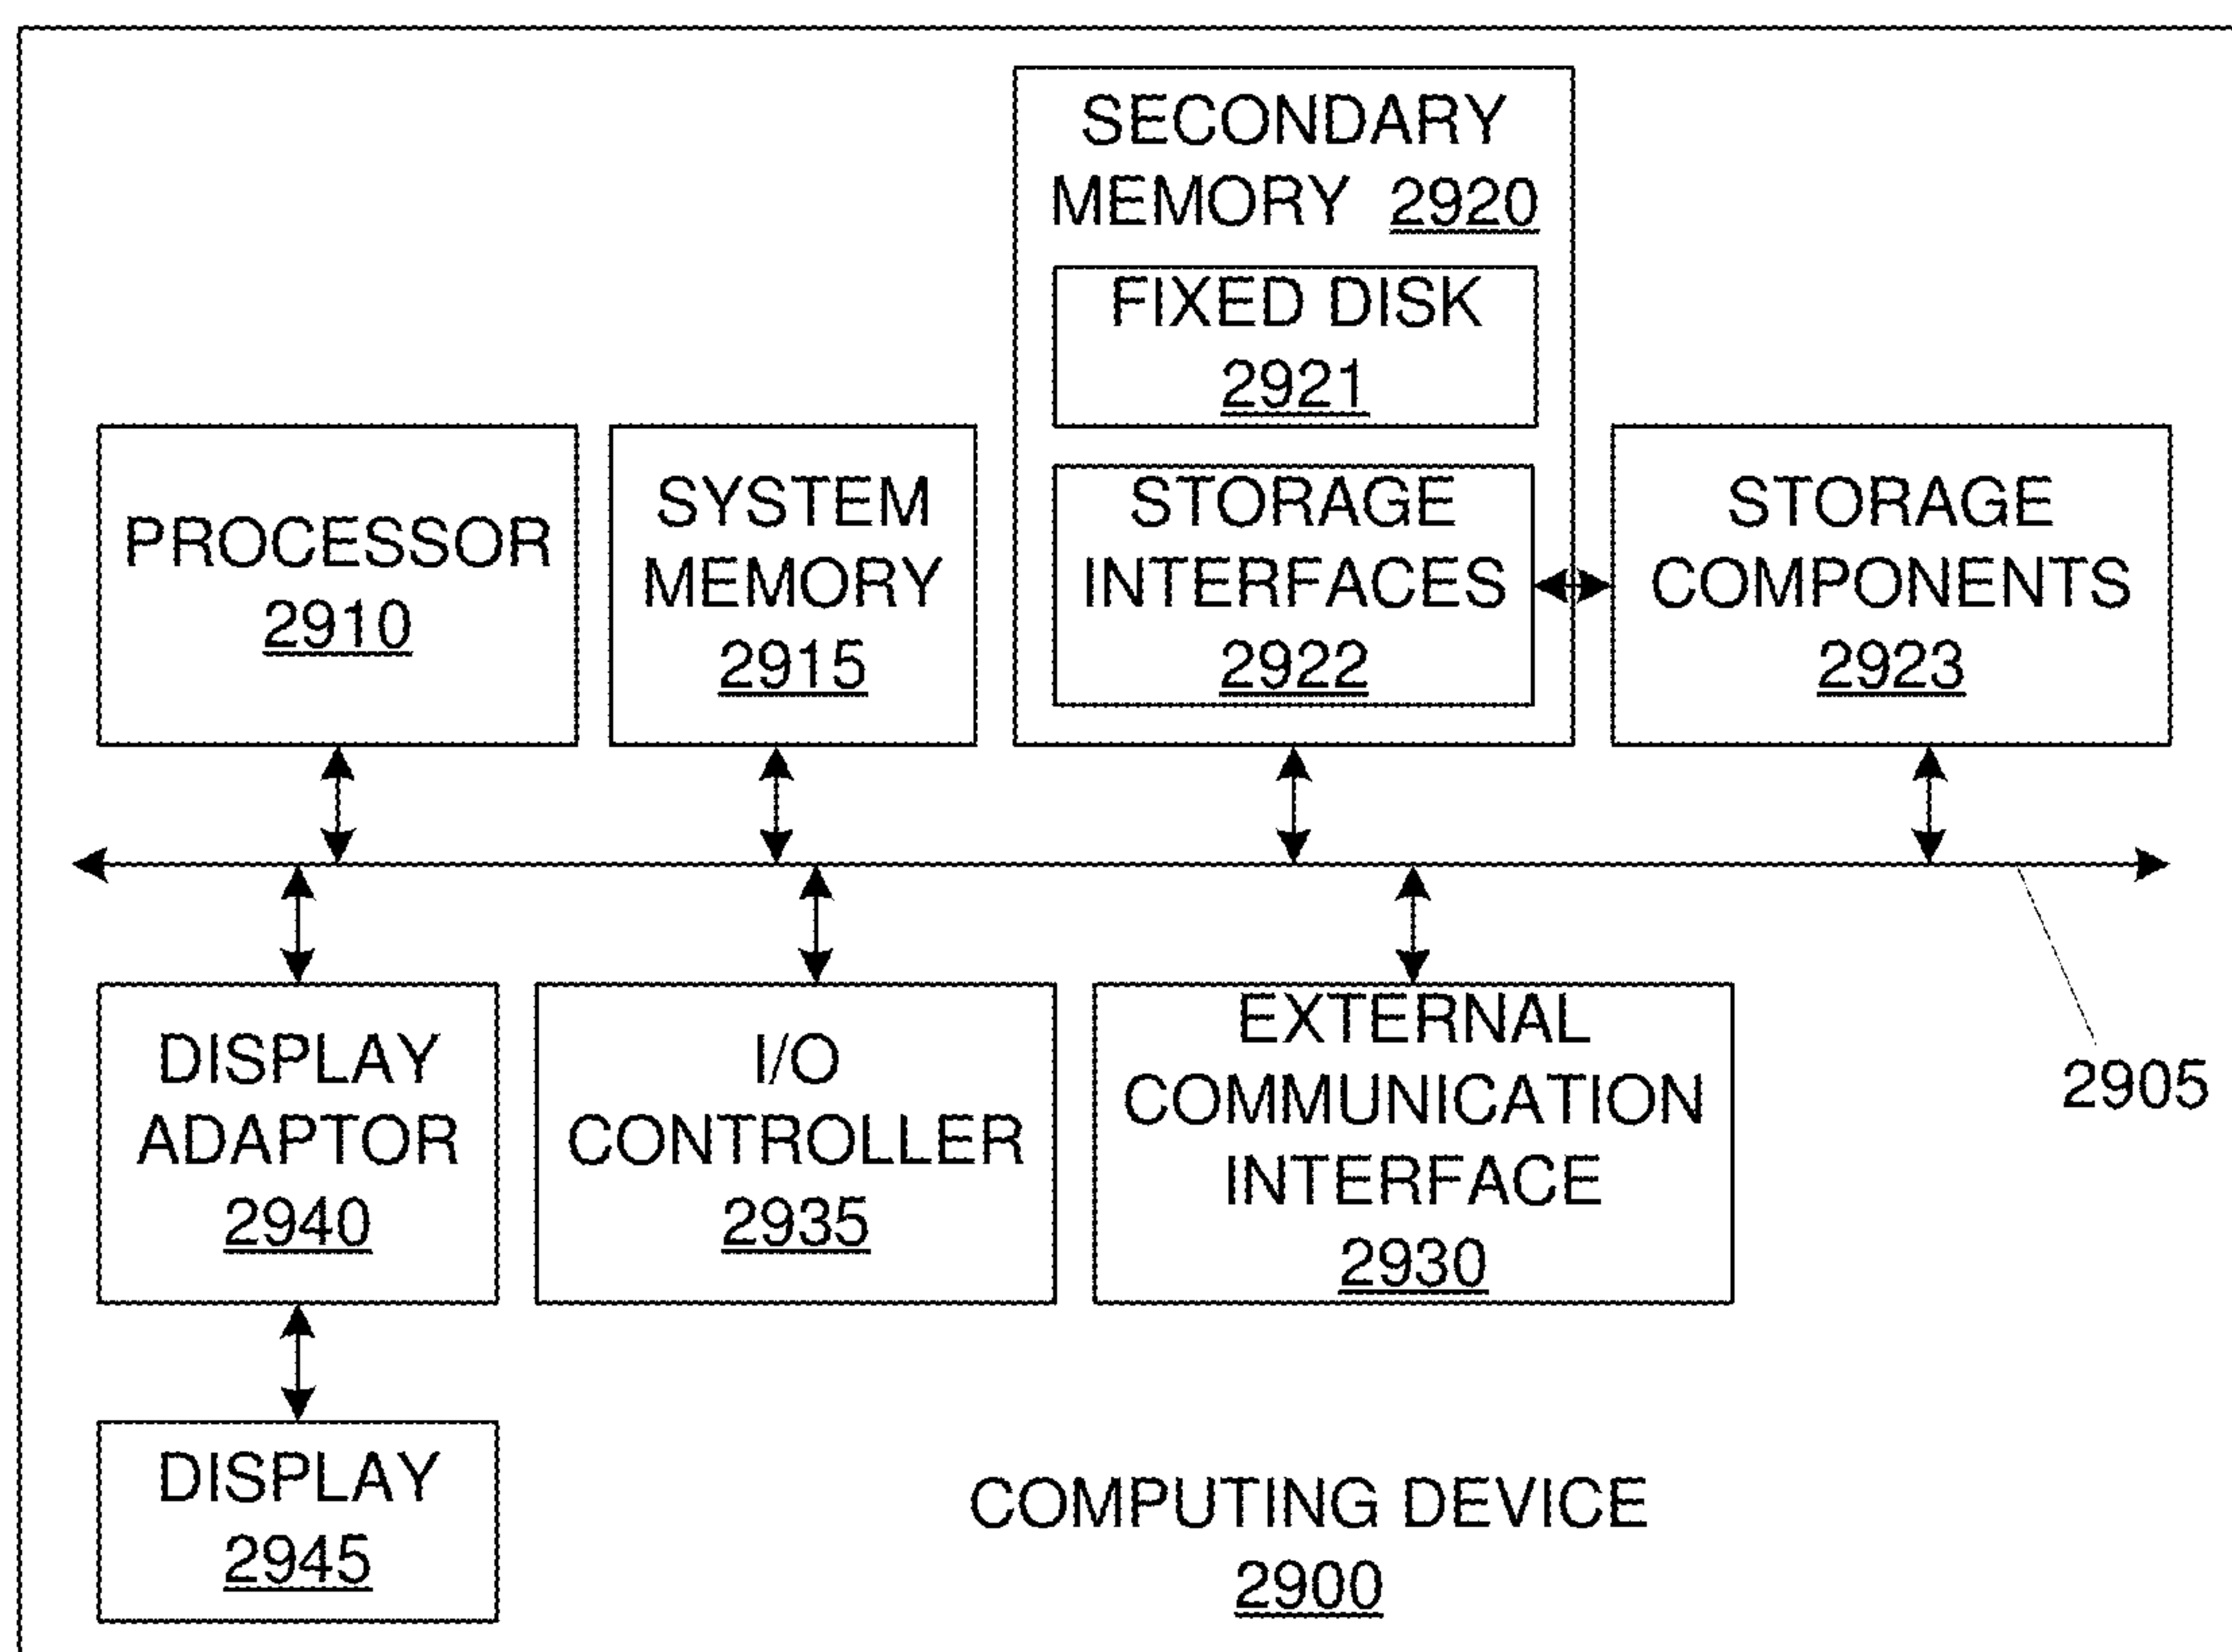 SECONDARY
MEMORY 2920
FIXED DISK
2921
STORAGE
INTERFACES
2922
PROCESSOR
2910
SYSTEM
MEMORY
2915
STORAGE
COMPONENTS
2923
2905
DISPLAY
ADAPTOR
2940
I/O
CONTROLLER
2935
EXTERNAL
COMMUNICATION
INTERFACE
2930
DISPLAY
2945
COMPUTING DEVICE
2900